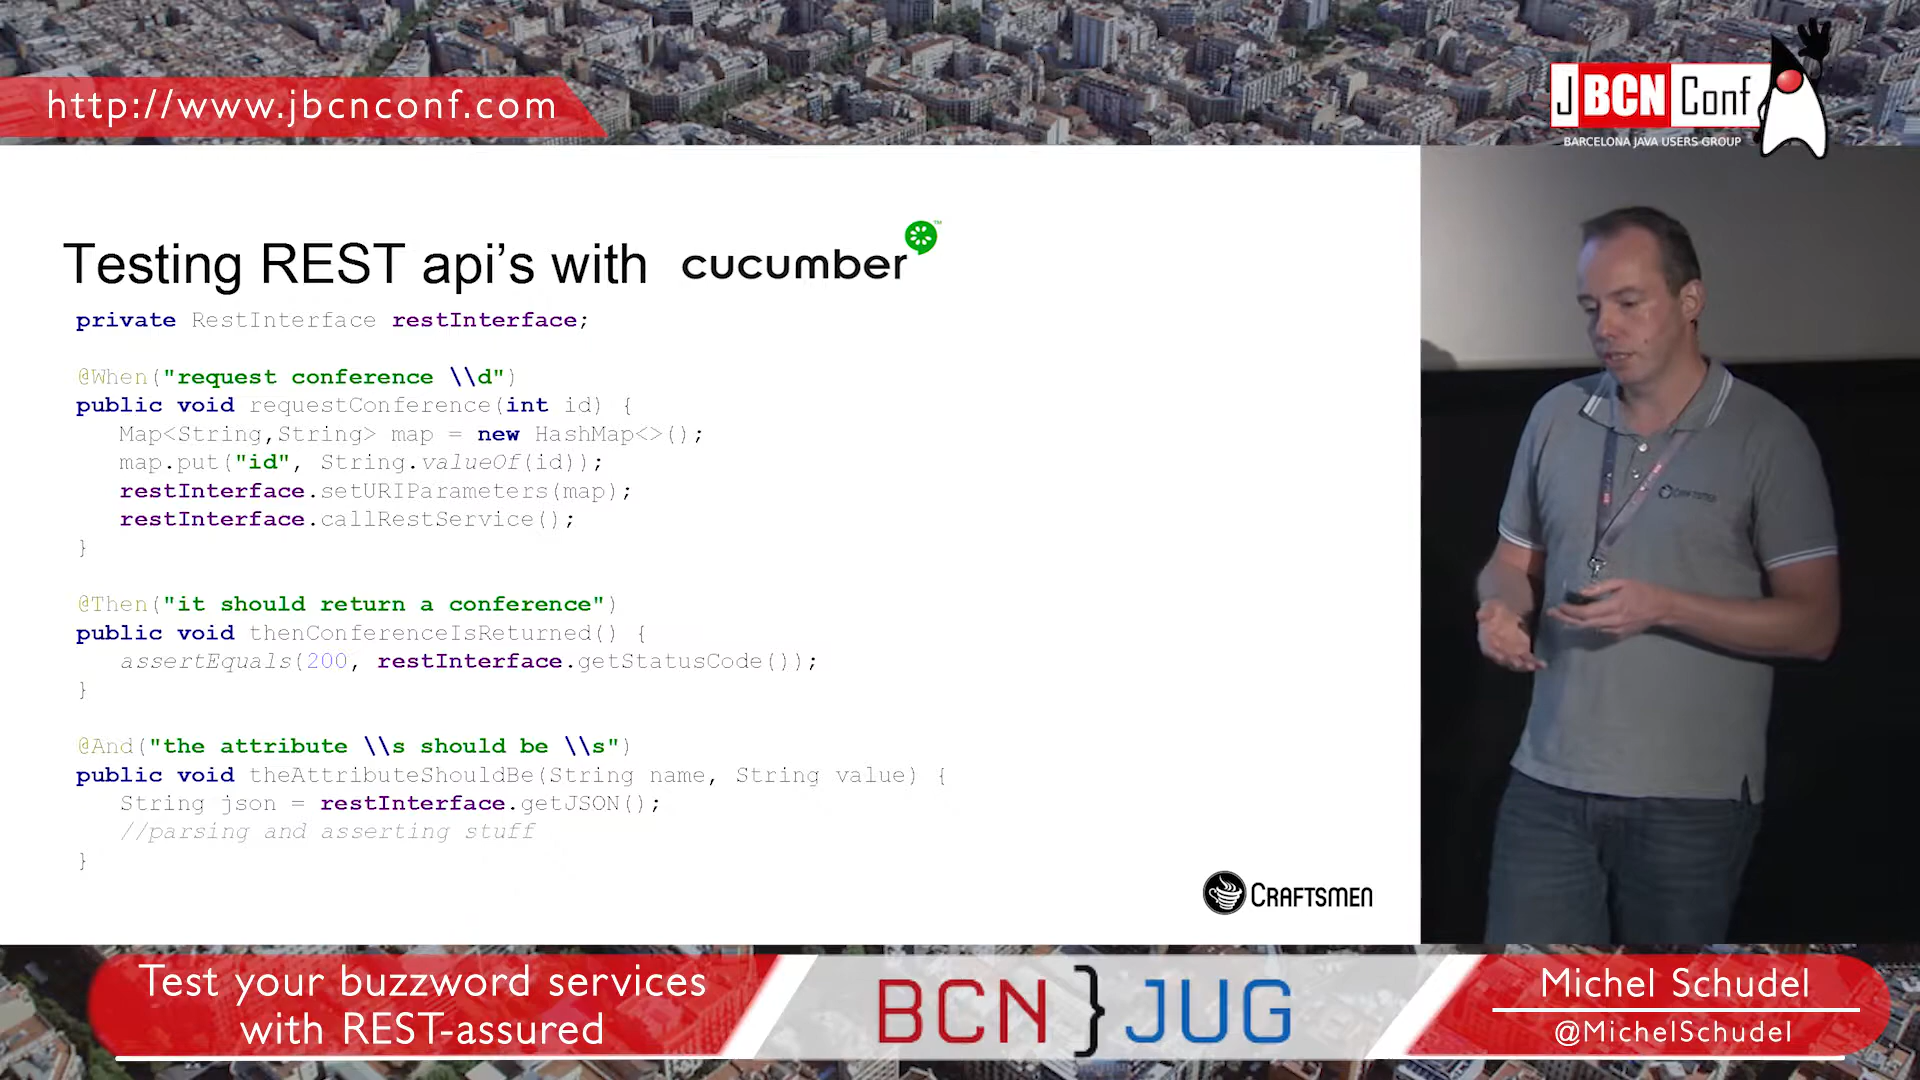 http://www.jbcnconf.com
JBCNConf
BARCELONA JAVA USERS GROUP
Testing REST api's with cucumber
private RestInterface restInterface;
@When("request conference \\d")
public void requestConference(int id) {
Map<String,String> map = new HashMap<>();
map.put("id", String.valueOf(id));
restInterface.setURIParameters(map);
restInterface.callRestService();
}
@Then("it should return a conference")
public void thenConferenceIsReturned() {
assertEquals(200, restInterface.getStatusCode());
}
@And("the attribute \\s should be \\s")
public void theAttributeShouldBe(String name, String value) {
String json = restInterface.getJSON();
//parsing and asserting stuff
}
CRAFTSMEN
CRAFTSMEN
Test your buzzword services
with REST-assured
BCN}JUG
Michel Schudel
@MichelSchudel